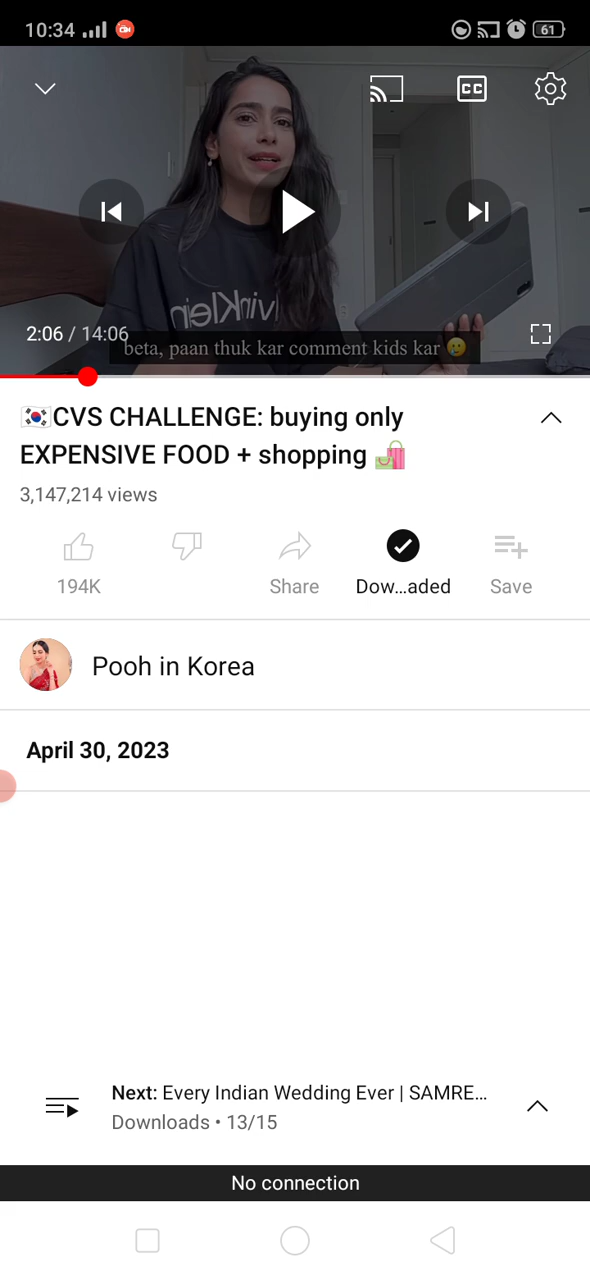 10:34
61
CC
vinKlein
2:06 / 14:06
beta, paan thuk kar comment kids kar 🥲
🇰🇷CVS CHALLENGE: buying only
EXPENSIVE FOOD + shopping 🛍️
3,147,214 views
194K
Share
Dow...aded
Save
Pooh in Korea
April 30, 2023
Next: Every Indian Wedding Ever | SAMRE...
Downloads • 13/15
No connection